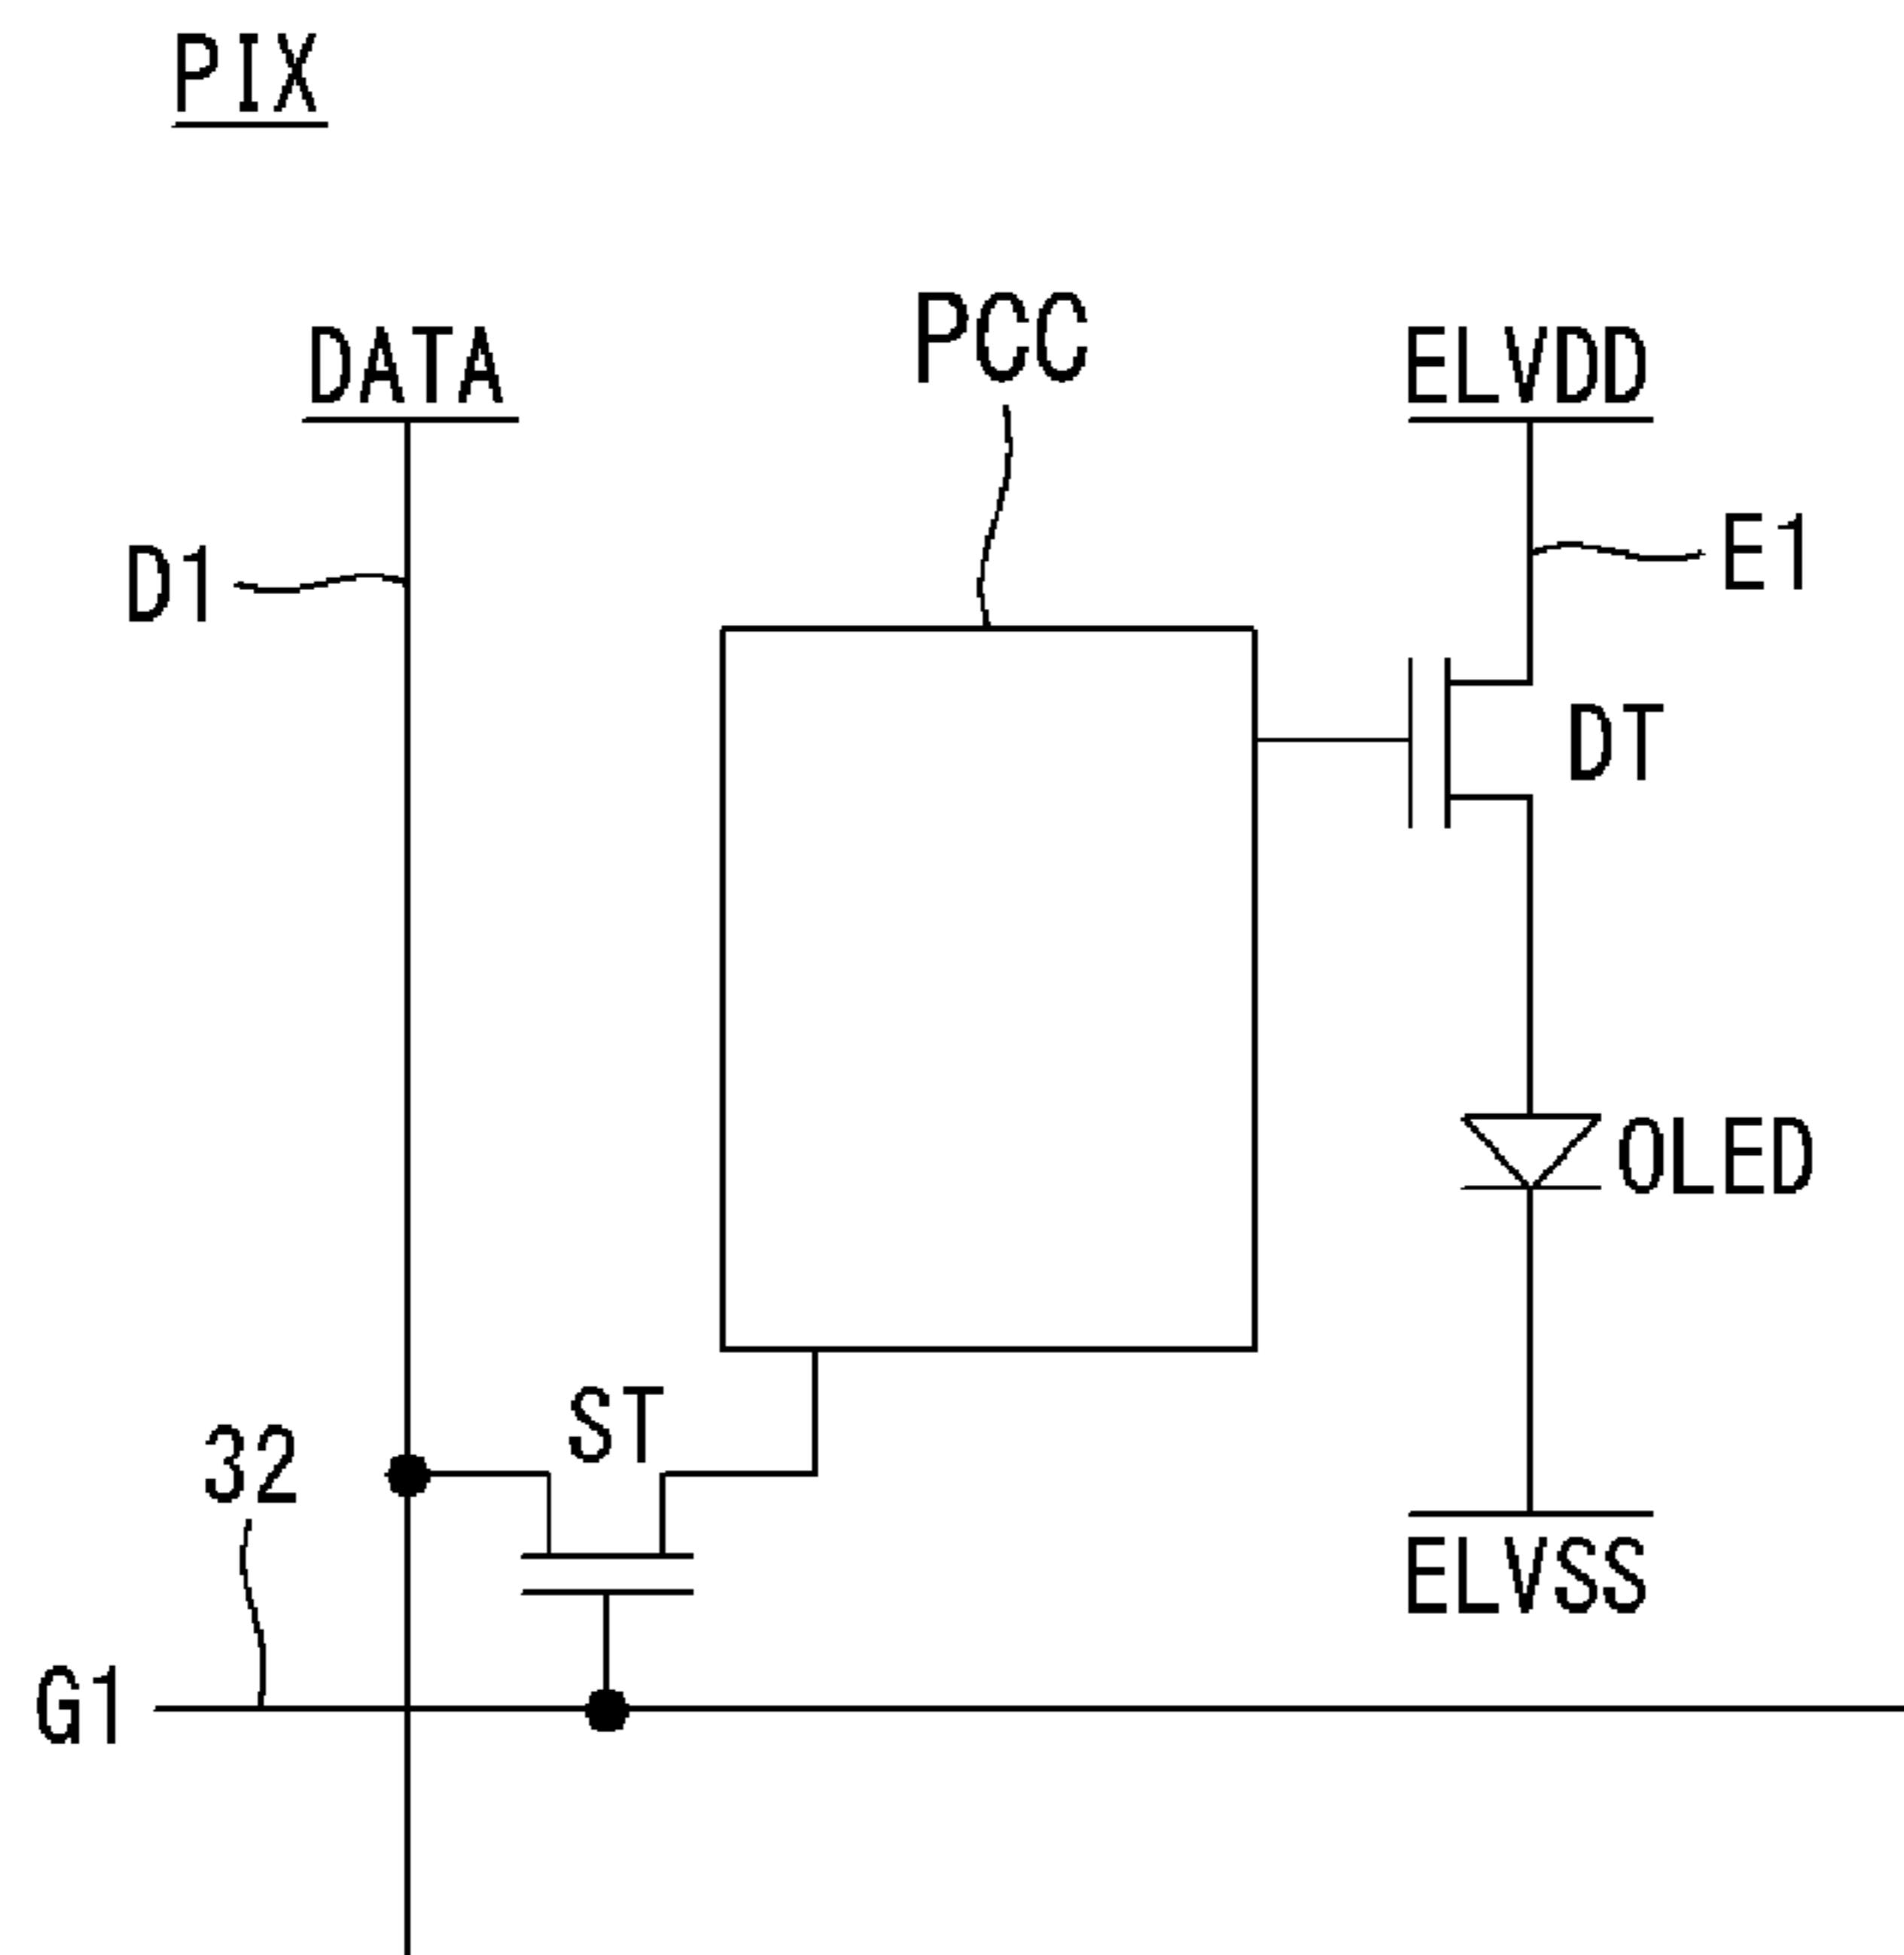 PIX
PCC
DATA
ELVDD
D1
E1
DT
OLED
ST
32
ELVSS
G1